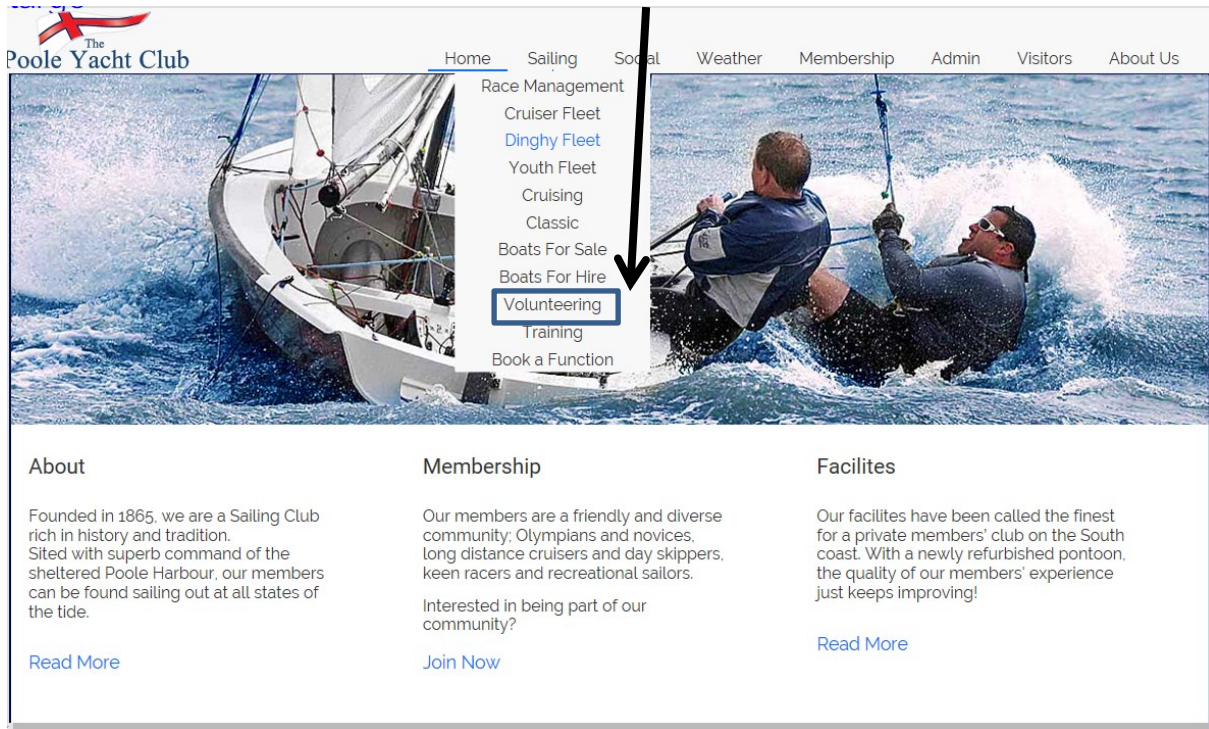 The
Poole Yacht Club
Home Sailing Social Weather Membership Admin Visitors About Us
Race Management
Cruiser Fleet
Dinghy Fleet
Youth Fleet
Cruising
Classic
Boats For Sale
Boats For Hire
Volunteering
Training
Book a Function
About
Founded in 1865, we are a Sailing Club
rich in history and tradition.
Sited with superb command of the
sheltered Poole Harbour, our members
can be found sailing out at all states of
the tide.
Read More
Membership
Our members are a friendly and diverse
community; Olympians and novices,
long distance cruisers and day skippers,
keen racers and recreational sailors.
Interested in being part of our
community?
Join Now
Facilites
Our facilites have been called the finest
for a private members' club on the South
coast. With a newly refurbished pontoon,
the quality of our members' experience
just keeps improving!
Read More